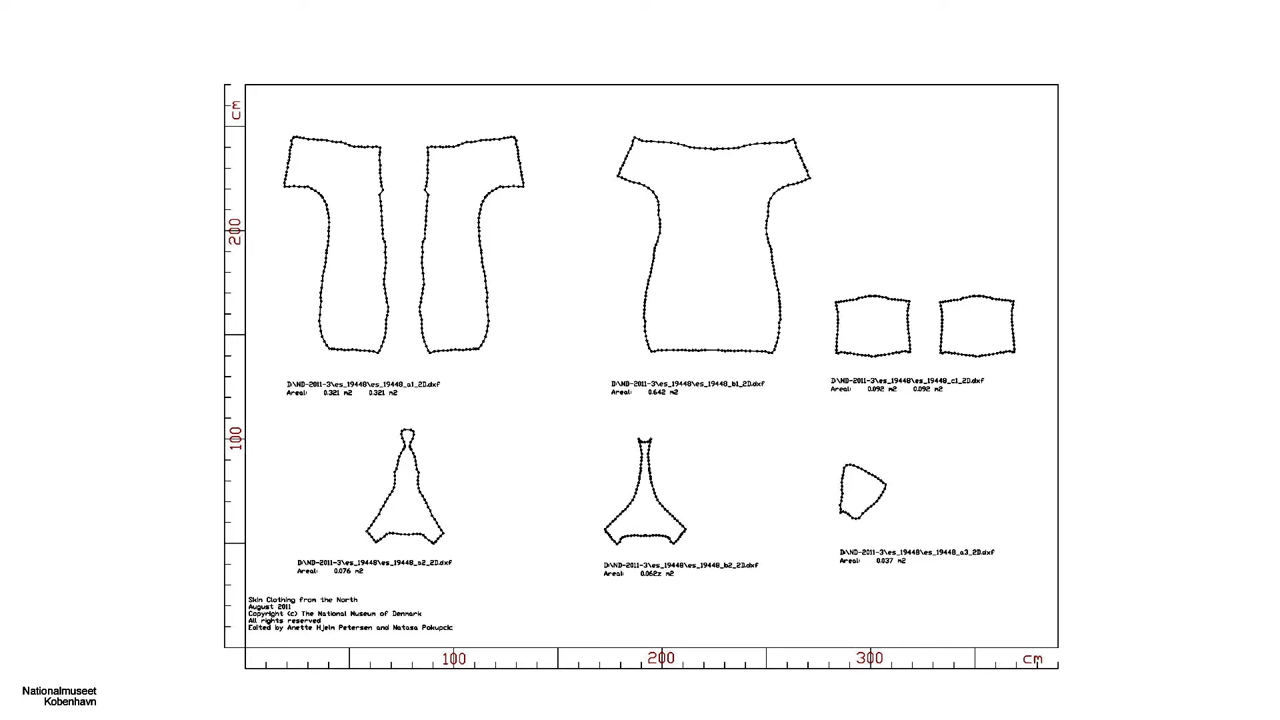 cm
200
100
D\ND-2011-3\es_19448\es_19448_a1_2D.dxf
Areal: 0.321 m2 0.321 m2
D\ND-2011-3\es_19448\es_19448_b1_2D.dxf
Areal: 0.642 m2
D\ND-2011-3\es_19448\es_19448_c1_2D.dxf
Areal: 0.092 m2 0.092 m2
D\ND-2011-3\es_19448\es_19448_a2_2D.dxf
Areal: 0.076 m2
D\ND-2011-3\es_19448\es_19448_b2_2D.dxf
Areal: 0.062z m2
D\ND-2011-3\es_19448\es_19448_a3_2D.dxf
Areal: 0.037 m2
Skin Clothing from the North
August 2011
Copyright (c) The National Museum of Denmark
All rights reserved
Edited by Anette Hjelm Petersen and Natasa Pokupcic
100 200 300 cm
Nationalmuseet
Kobenhavn